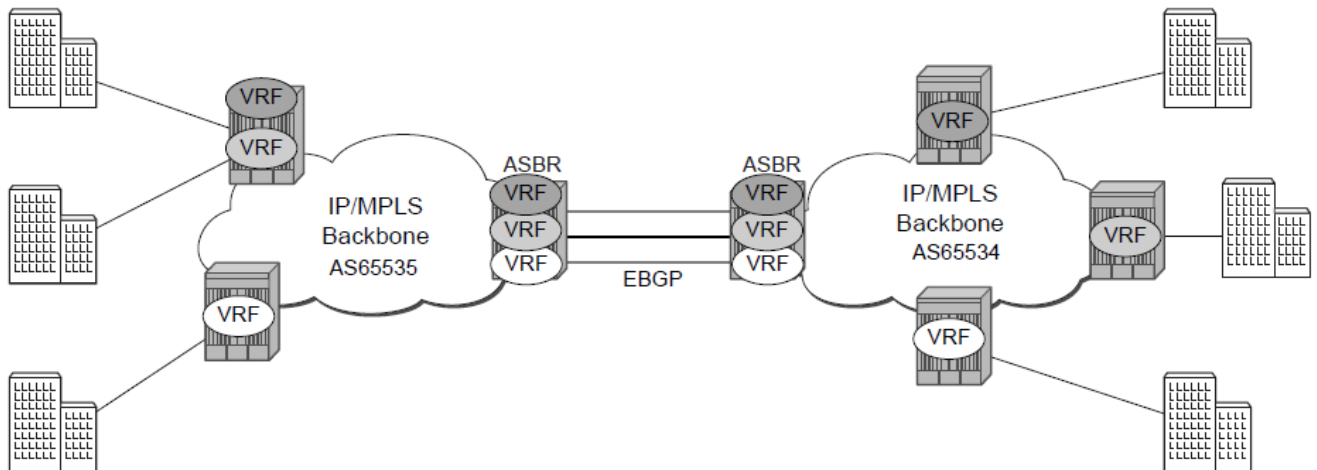 VRF
VRF
VRF
IP/MPLS
Backbone
AS65535
ASBR
VRF
VRF
VRF
EBGP
ASBR
VRF
VRF
VRF
IP/MPLS
Backbone
AS65534
VRF
VRF
VRF